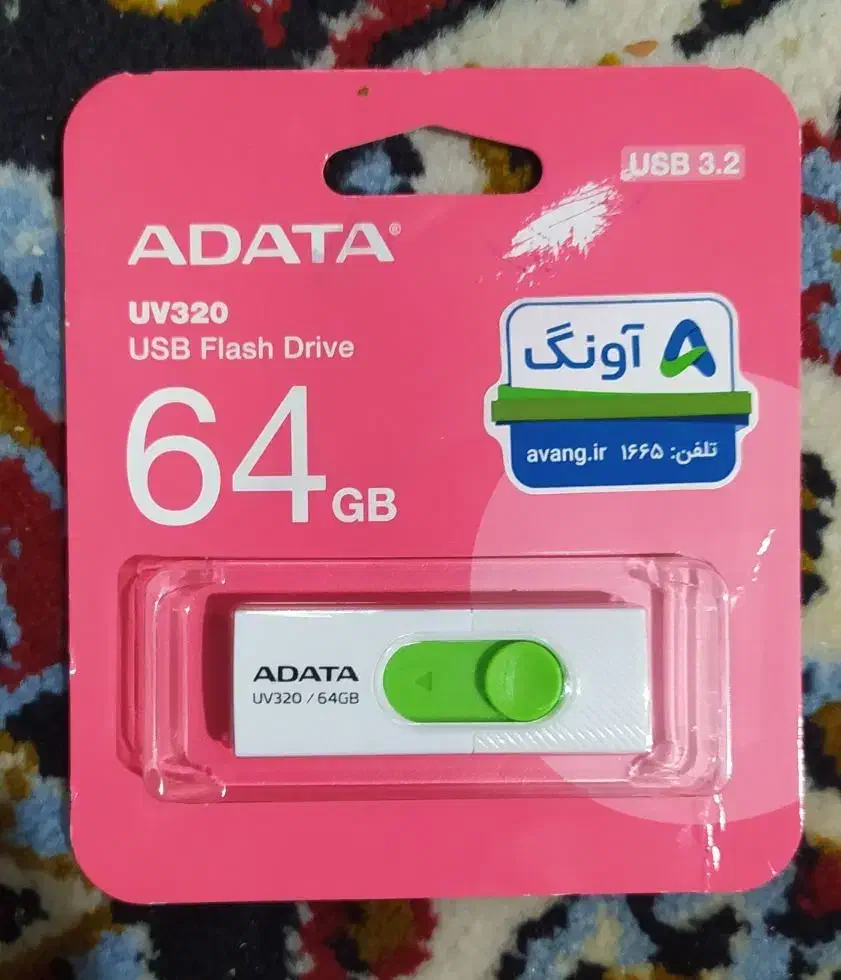 USB 3.2
ADATA®
UV320
USB Flash Drive
64GB
آونگ
تلفن: ۱۶۶۵ avang.ir
ADATA
UV320 / 64GB